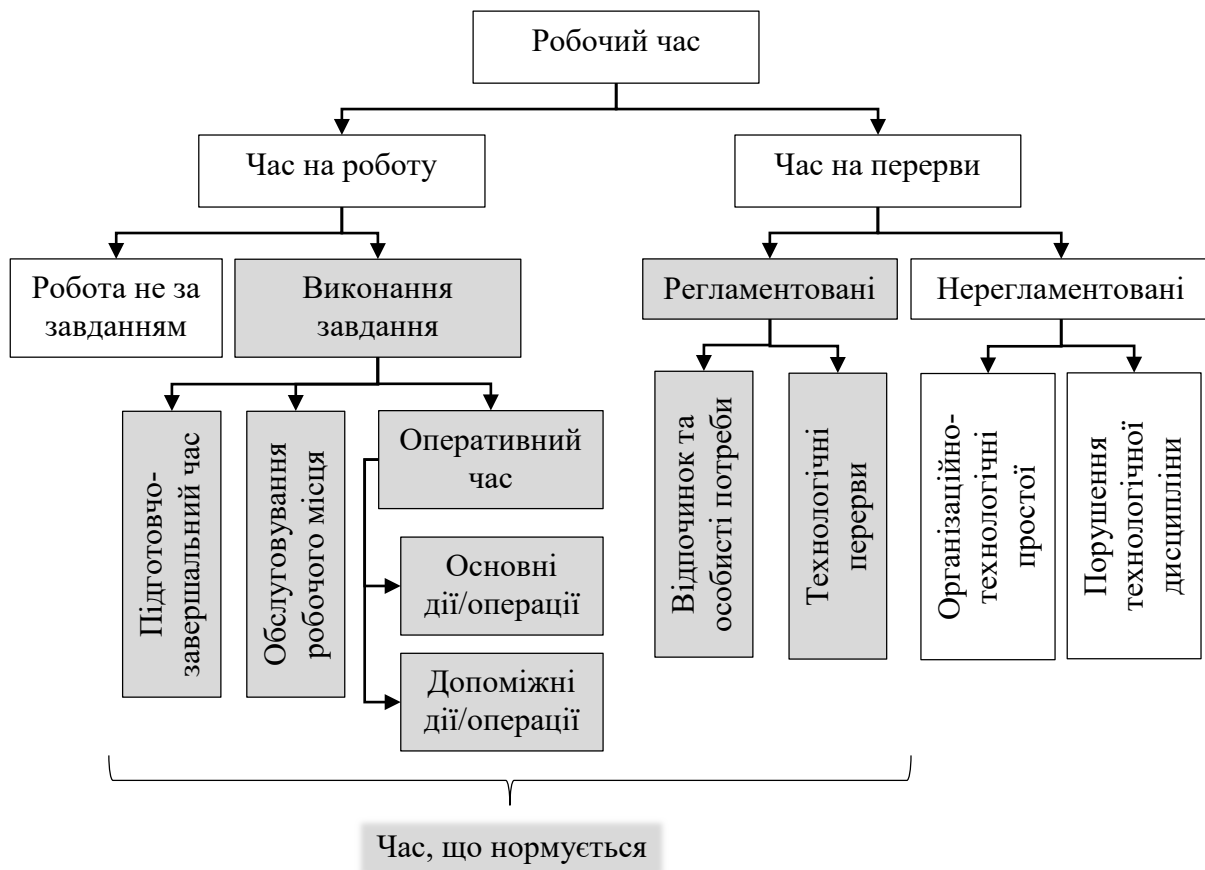 Робочий час
Час на роботу
Час на перерви
Робота не за
завданням
Виконання
завдання
Регламентовані
Нерегламентовані
Підготовчо-
завершальний час
Обслуговування
робочого місця
Оперативний
час
Основні
дії/операції
Допоміжні
дії/операції
Відпочинок та
особисті потреби
Технологічні
перерви
Організаційно-
технологічні
простої
Порушення
технологічної
дисципліни
Час, що нормується